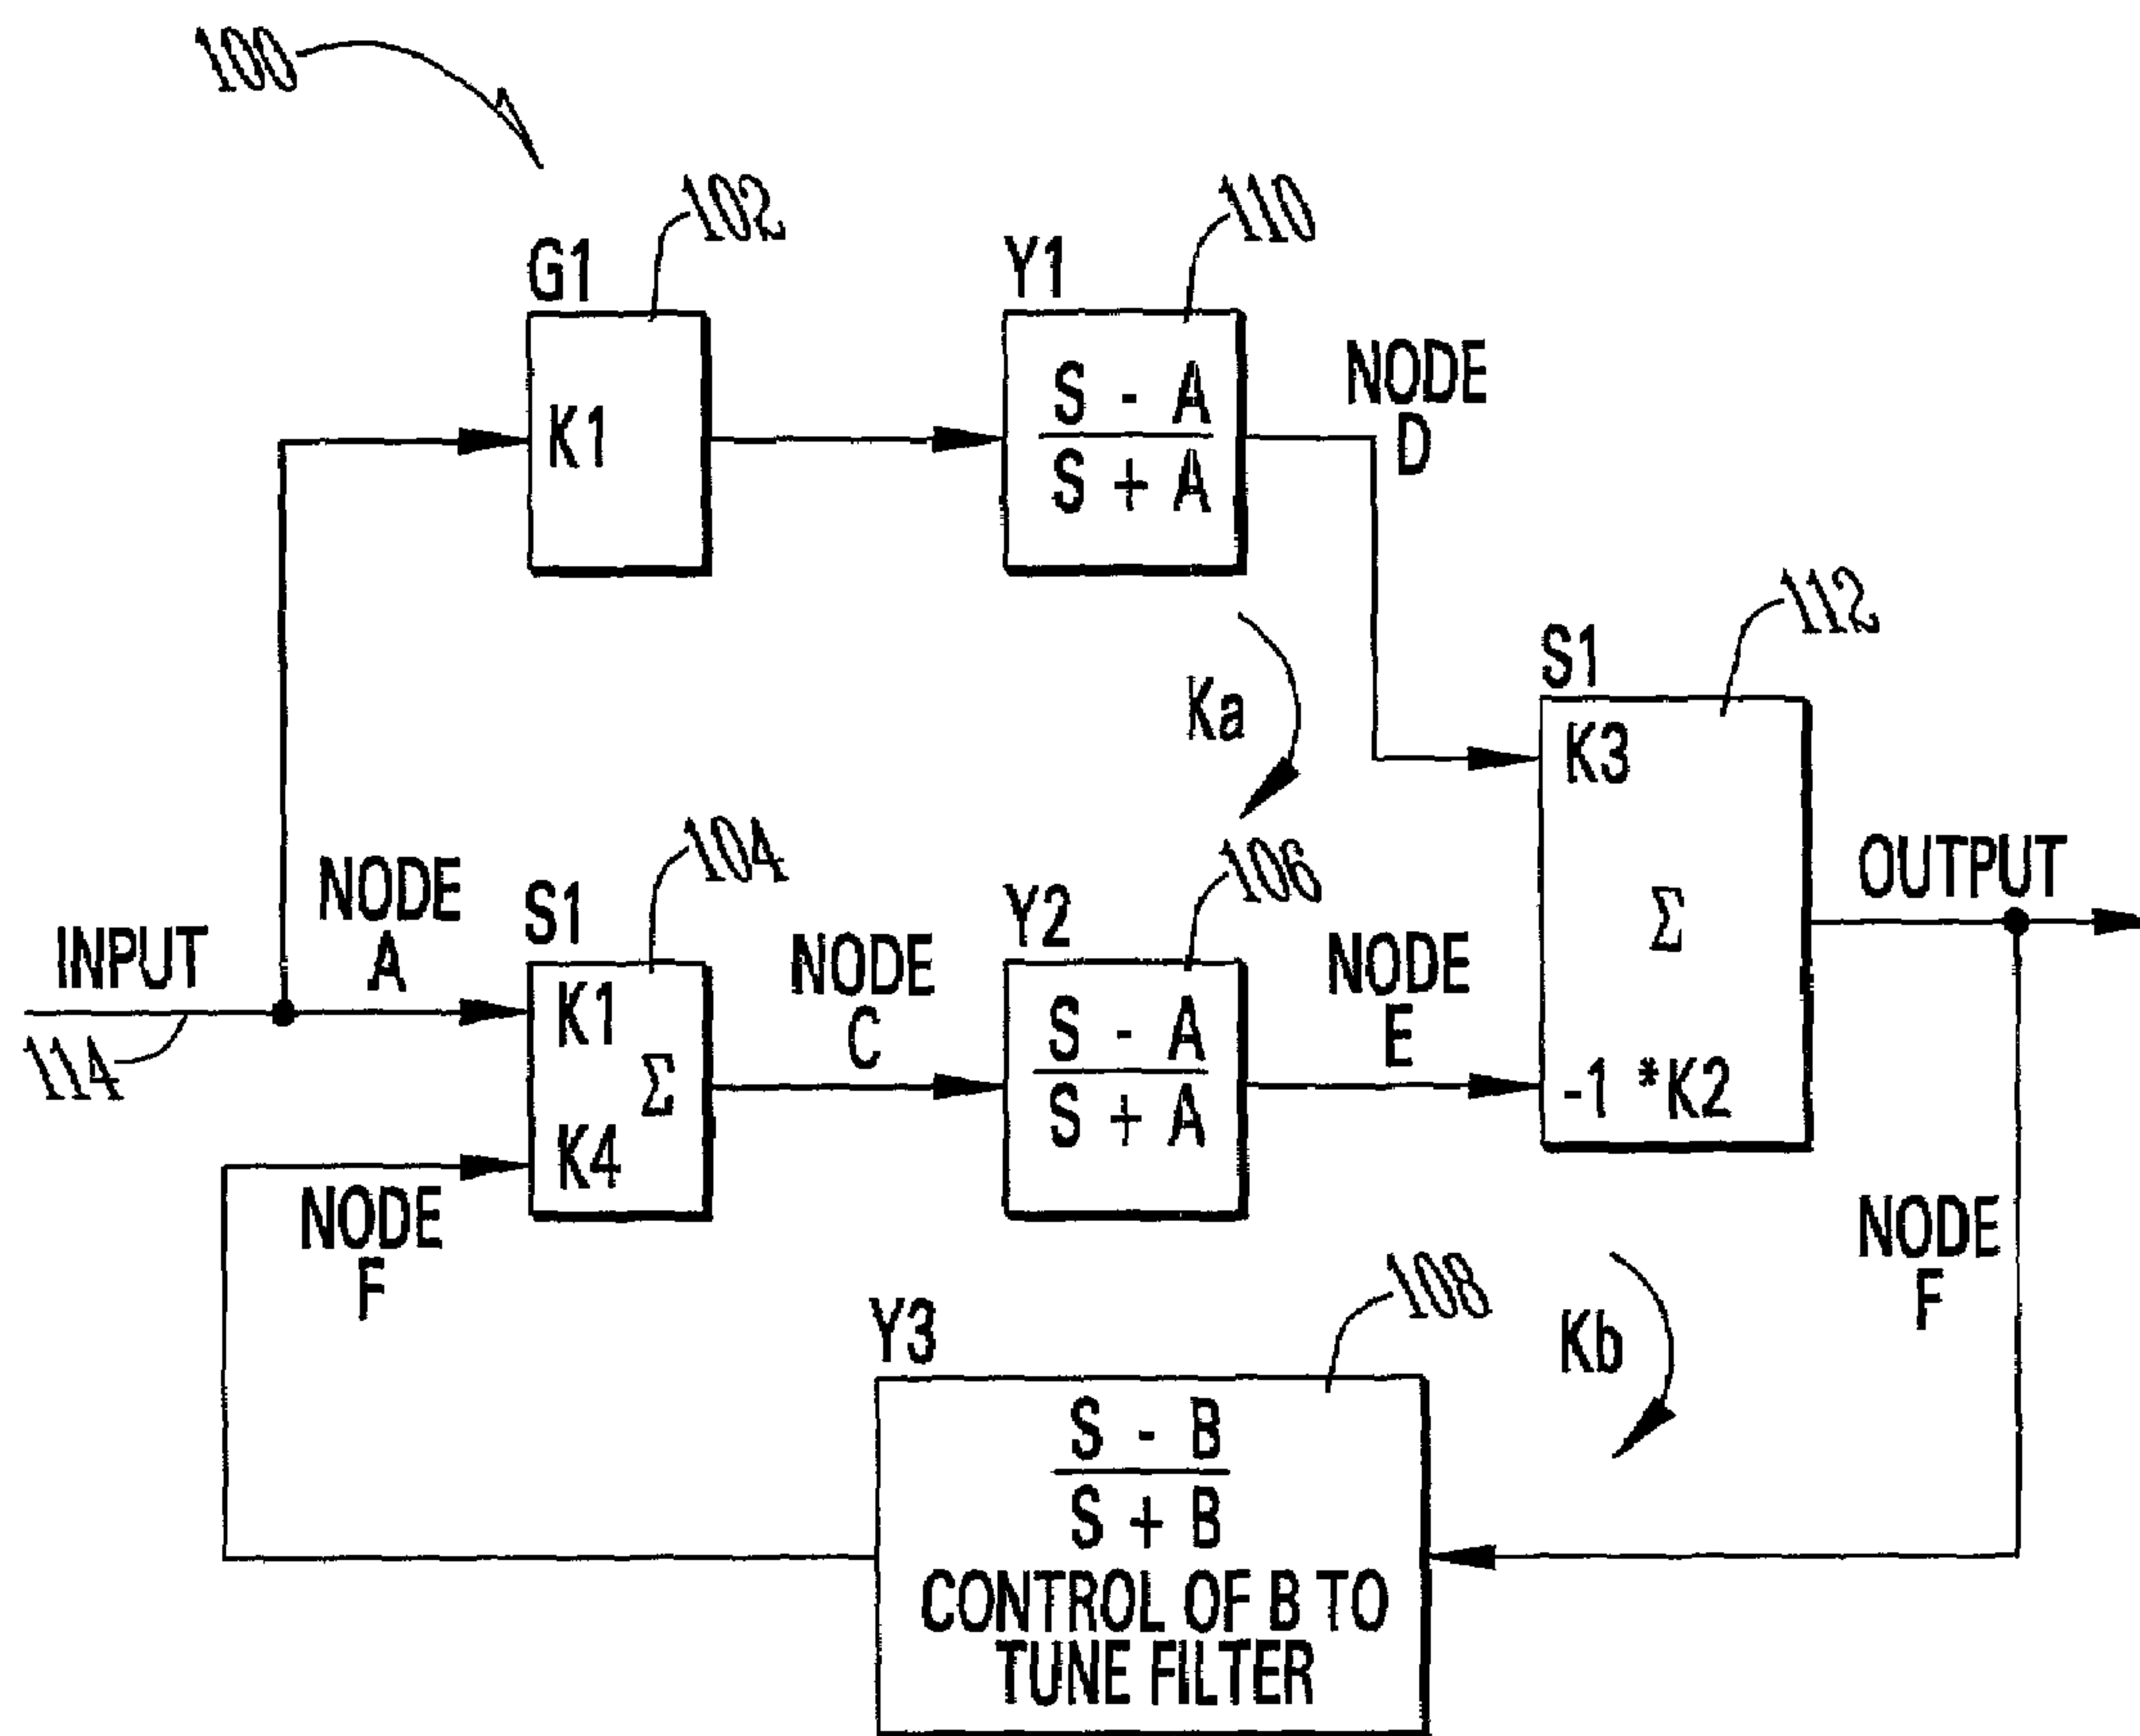 100
102
110
G1
Y1
K1
S - A
S + A
NODE
D
112
S1
K3
Ka
Σ
-1 *K2
OUTPUT
104
106
NODE
A
INPUT
114
S1
K1
Σ
K4
NODE
C
Y2
S - A
S + A
NODE
E
NODE
F
108
Kb
NODE
F
Y3
S - B
S + B
CONTROL OF B TO
TUNE FILTER